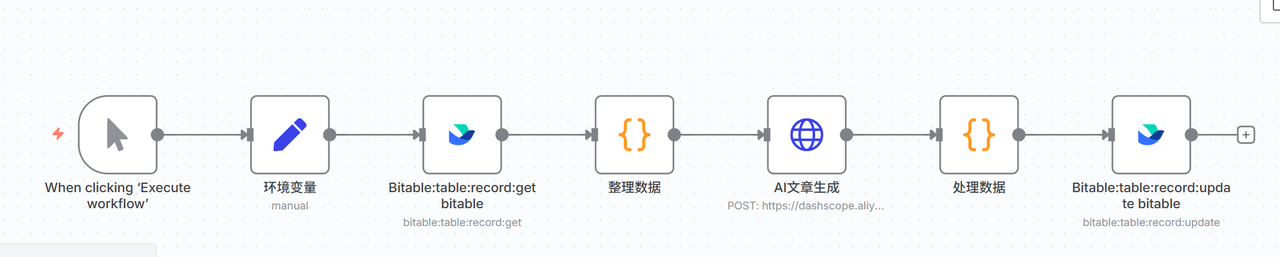 When clicking ‘Execute
workflow’
环境变量
manual
Bitable:table:record:get
bitable
bitable:table:record:get
整理数据
AI文章生成
POST: https://dashscope.aliy...
处理数据
Bitable:table:record:upda
te bitable
bitable:table:record:update